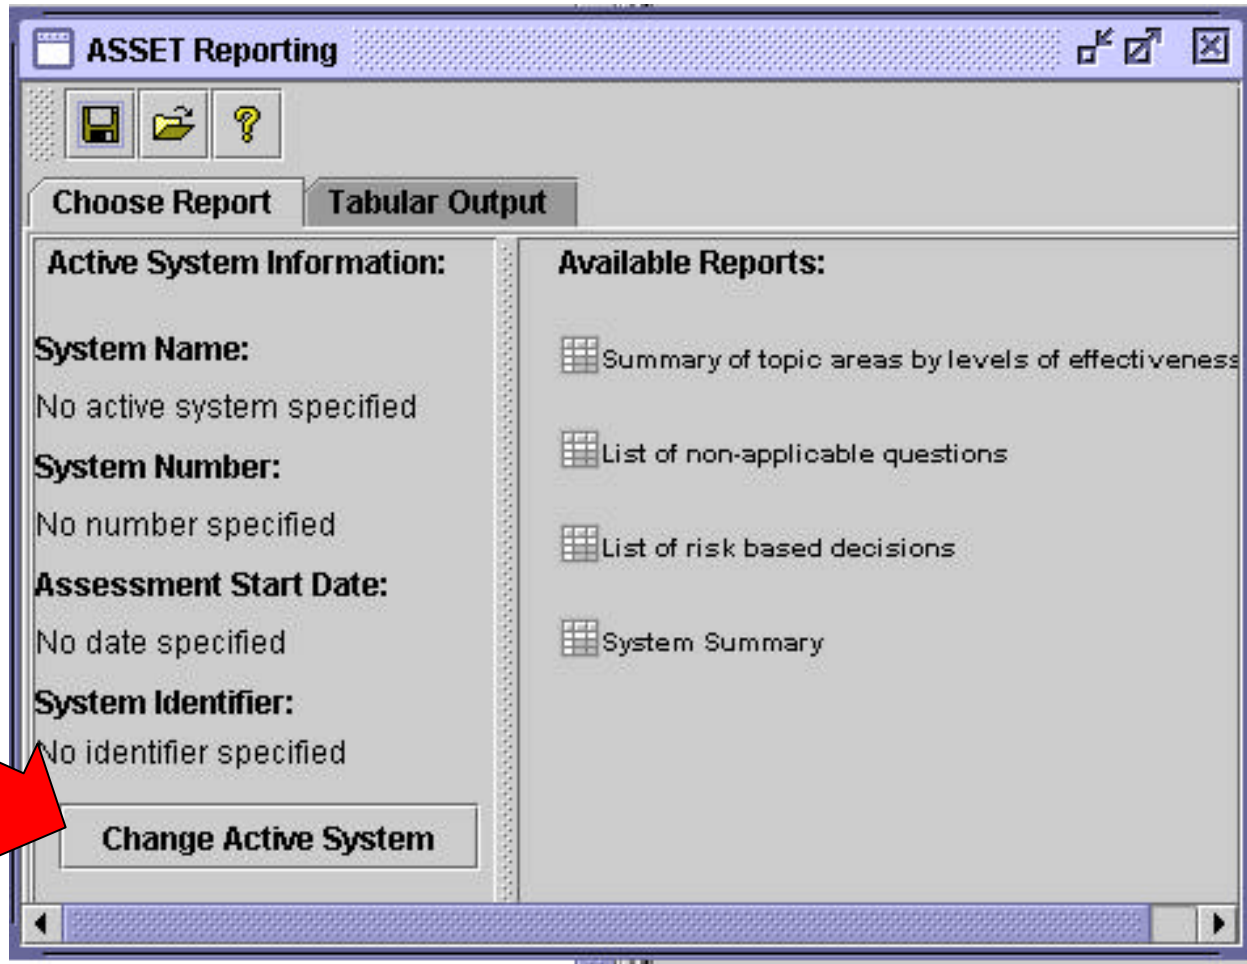 ASSET Reporting
Choose Report
Tabular Output
Active System Information:
System Name:
No active system specified
System Number:
No number specified
Assessment Start Date:
No date specified
System Identifier:
No identifier specified
Change Active System
Available Reports:
Summary of topic areas by levels of effectiveness
List of non-applicable questions
List of risk based decisions
System Summary